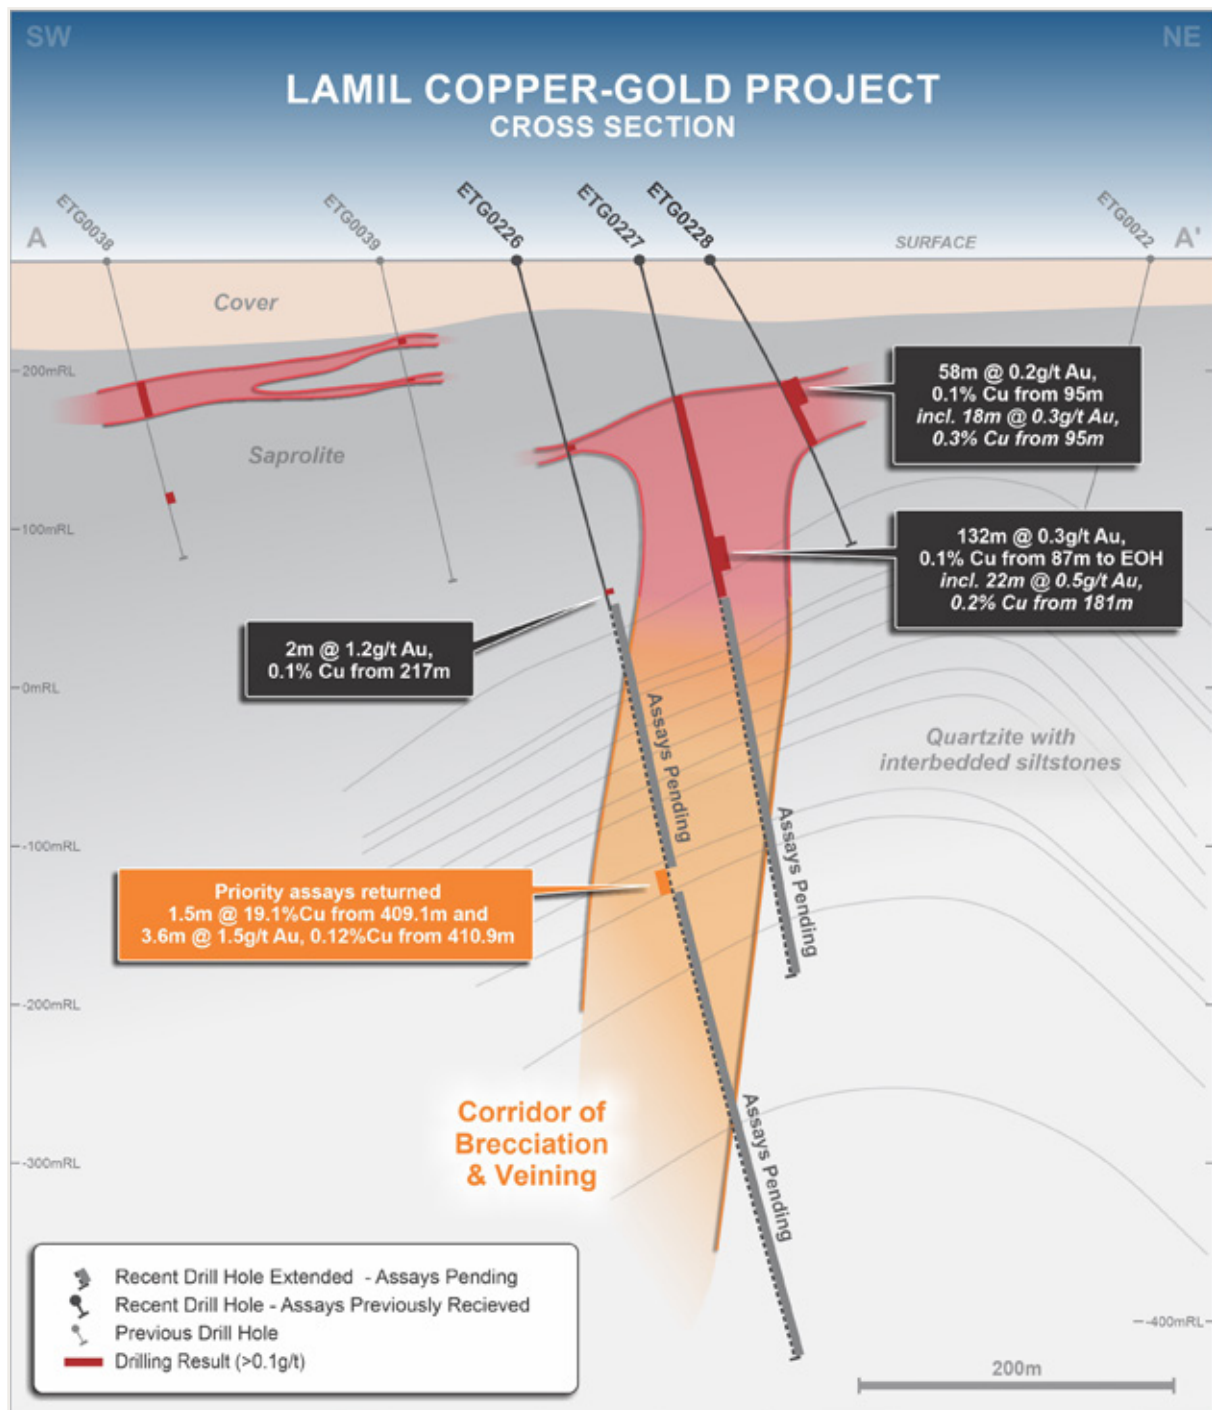 SW
NE
LAMIL COPPER-GOLD PROJECT
CROSS SECTION
ETG0038
ETG0039
ETG0226
ETG0227
ETG0228
ETG0022
A
SURFACE
A'
Cover
200mRL
58m @ 0.2g/t Au,
0.1% Cu from 95m
incl. 18m @ 0.3g/t Au,
0.3% Cu from 95m
Saprolite
100mRL
132m @ 0.3g/t Au,
0.1% Cu from 87m to EOH
incl. 22m @ 0.5g/t Au,
0.2% Cu from 181m
2m @ 1.2g/t Au,
0.1% Cu from 217m
0mRL
Assays Pending
Quartzite with
interbedded siltstones
Assays Pending
-100mRL
Priority assays returned
1.5m @ 19.1%Cu from 409.1m and
3.6m @ 1.5g/t Au, 0.12%Cu from 410.9m
-200mRL
Corridor of
Brecciation
& Veining
Assays Pending
-300mRL
Recent Drill Hole Extended - Assays Pending
Recent Drill Hole - Assays Previously Recieved
Previous Drill Hole
Drilling Result (>0.1g/t)
-400mRL
200m